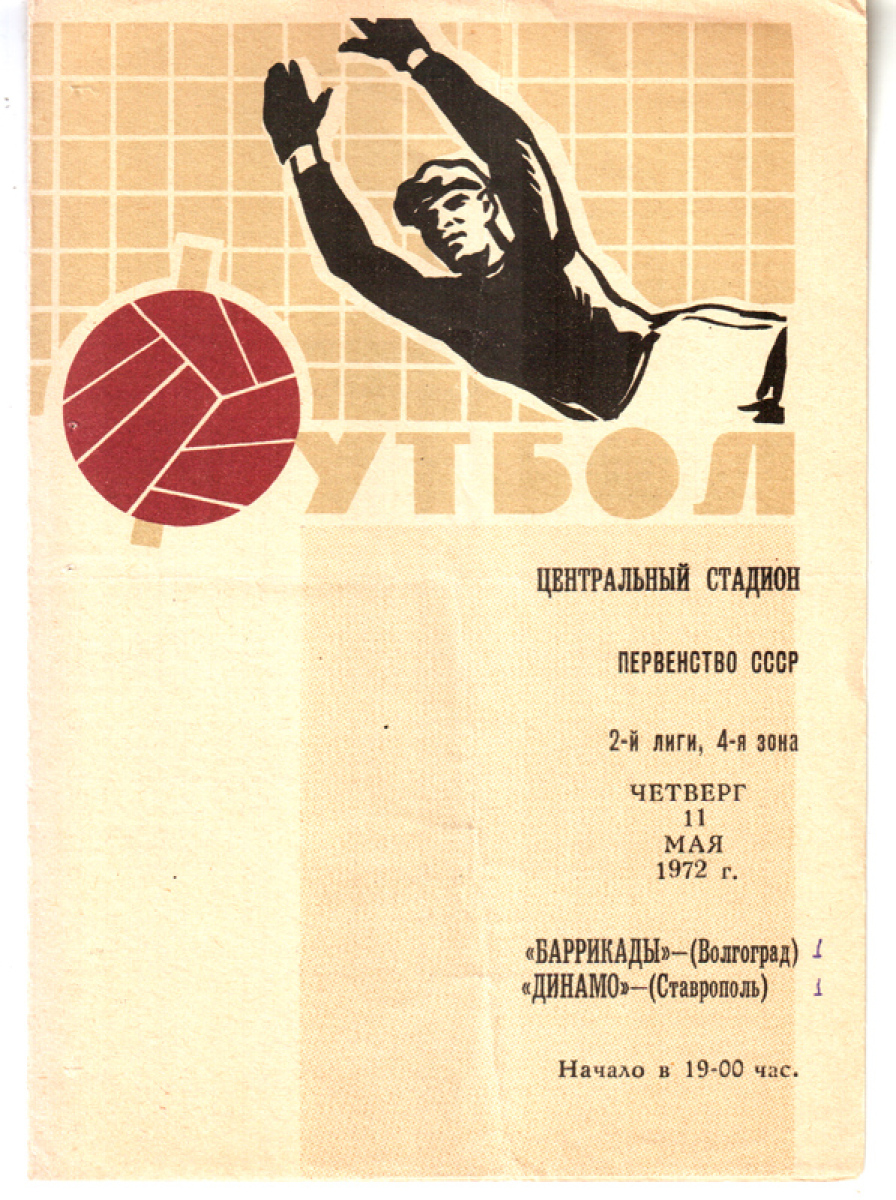 ФУТБОЛ
ЦЕНТРАЛЬНЫЙ СТАДИОН
ПЕРВЕНСТВО СССР
2-й лиги, 4-я зона
ЧЕТВЕРГ
11
МАЯ
1972 г.
«БАРРИКАДЫ»—(Волгоград) 1
«ДИНАМО»—(Ставрополь) 1
Начало в 19-00 час.